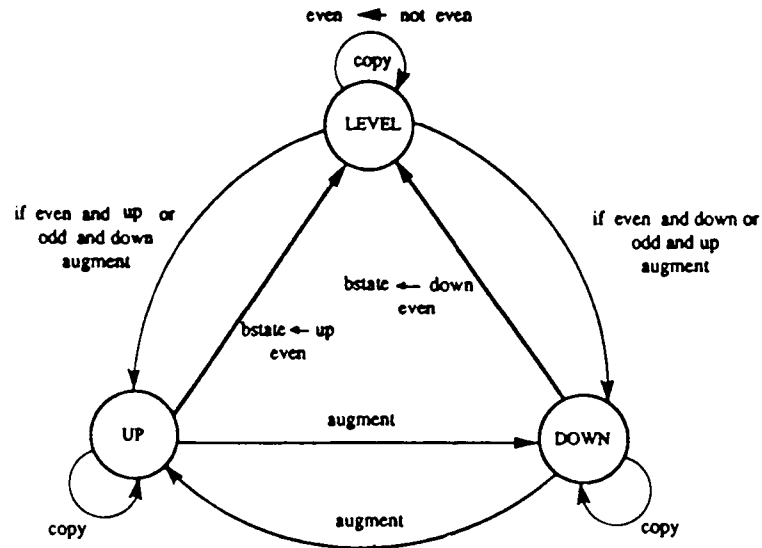 even ← not even
copy
LEVEL
if even and up or
odd and down
augment
if even and down or
odd and up
augment
bstate ← down
even
bstate ← up
even
UP
augment
DOWN
copy
augment
copy